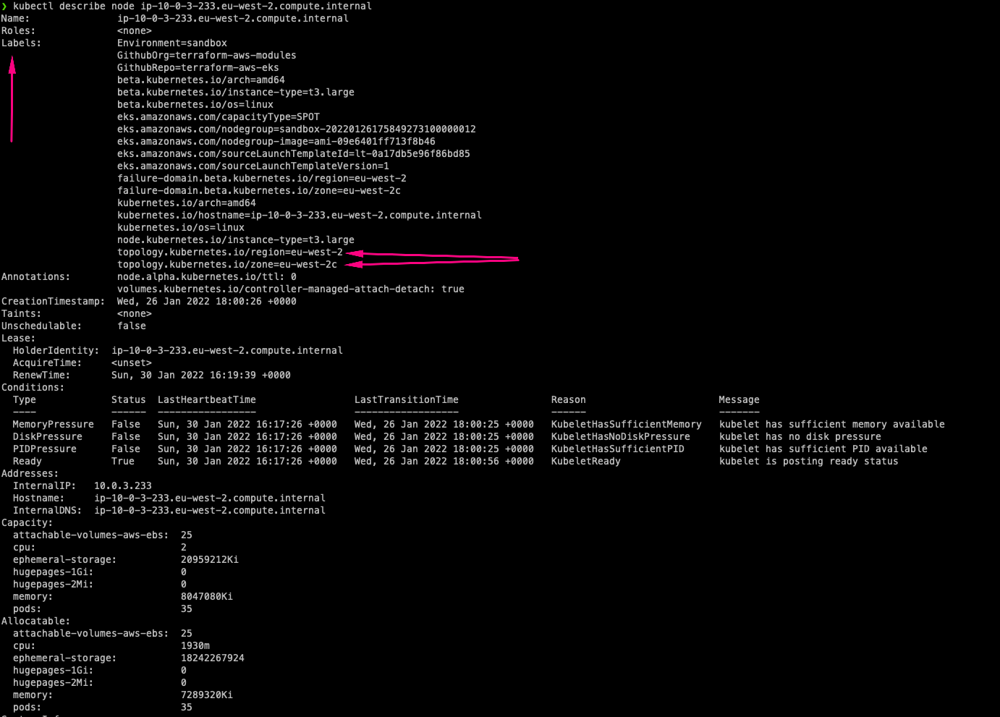 ❯ kubectl describe node ip-10-0-3-233.eu-west-2.compute.internal
Name:               ip-10-0-3-233.eu-west-2.compute.internal
Roles:              <none>
Labels:             Environment=sandbox
                    GithubOrg=terraform-aws-modules
                    GithubRepo=terraform-aws-eks
                    beta.kubernetes.io/arch=amd64
                    beta.kubernetes.io/instance-type=t3.large
                    beta.kubernetes.io/os=linux
                    eks.amazonaws.com/capacityType=SPOT
                    eks.amazonaws.com/nodegroup=sandbox-20220126175849273100000012
                    eks.amazonaws.com/nodegroup-image=ami-09e6401ff713f8b46
                    eks.amazonaws.com/sourceLaunchTemplateId=lt-0a17db5e96f86bd85
                    eks.amazonaws.com/sourceLaunchTemplateVersion=1
                    failure-domain.beta.kubernetes.io/region=eu-west-2
                    failure-domain.beta.kubernetes.io/zone=eu-west-2c
                    kubernetes.io/arch=amd64
                    kubernetes.io/hostname=ip-10-0-3-233.eu-west-2.compute.internal
                    kubernetes.io/os=linux
                    node.kubernetes.io/instance-type=t3.large
                    topology.kubernetes.io/region=eu-west-2
                    topology.kubernetes.io/zone=eu-west-2c
Annotations:        node.alpha.kubernetes.io/ttl: 0
                    volumes.kubernetes.io/controller-managed-attach-detach: true
CreationTimestamp:  Wed, 26 Jan 2022 18:00:26 +0000
Taints:             <none>
Unschedulable:      false
Lease:
  HolderIdentity:  ip-10-0-3-233.eu-west-2.compute.internal
  AcquireTime:     <unset>
  RenewTime:       Sun, 30 Jan 2022 16:19:39 +0000
Conditions:
  Type             Status  LastHeartbeatTime                 LastTransitionTime                Reason                       Message
  ----             ------  -----------------                 ------------------                ------                       -------
  MemoryPressure   False   Sun, 30 Jan 2022 16:17:26 +0000   Wed, 26 Jan 2022 18:00:25 +0000   KubeletHasSufficientMemory   kubelet has sufficient memory available
  DiskPressure     False   Sun, 30 Jan 2022 16:17:26 +0000   Wed, 26 Jan 2022 18:00:25 +0000   KubeletHasNoDiskPressure     kubelet has no disk pressure
  PIDPressure      False   Sun, 30 Jan 2022 16:17:26 +0000   Wed, 26 Jan 2022 18:00:25 +0000   KubeletHasSufficientPID      kubelet has sufficient PID available
  Ready            True    Sun, 30 Jan 2022 16:17:26 +0000   Wed, 26 Jan 2022 18:00:56 +0000   KubeletReady                 kubelet is posting ready status
Addresses:
  InternalIP:   10.0.3.233
  Hostname:     ip-10-0-3-233.eu-west-2.compute.internal
  InternalDNS:  ip-10-0-3-233.eu-west-2.compute.internal
Capacity:
  attachable-volumes-aws-ebs:  25
  cpu:                         2
  ephemeral-storage:           20959212Ki
  hugepages-1Gi:               0
  hugepages-2Mi:               0
  memory:                      8047080Ki
  pods:                        35
Allocatable:
  attachable-volumes-aws-ebs:  25
  cpu:                         1930m
  ephemeral-storage:           18242267924
  hugepages-1Gi:               0
  hugepages-2Mi:               0
  memory:                      7289320Ki
  pods:                        35